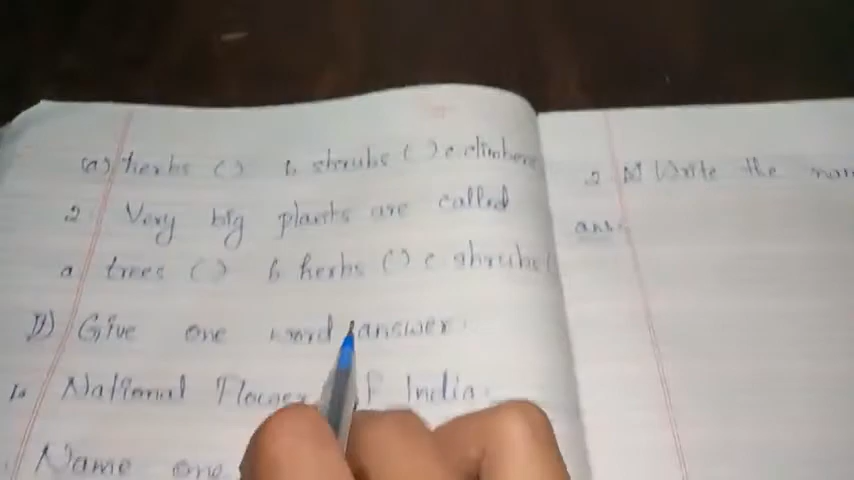 (a) herbs ( ) b shrubs ( ) c climbers
2. Very big plants are called
a trees ( ) b herbs ( ) c shrubs (
II) Give one word answer.
1. National Flower of India.
Name one
2 Write the
ans: